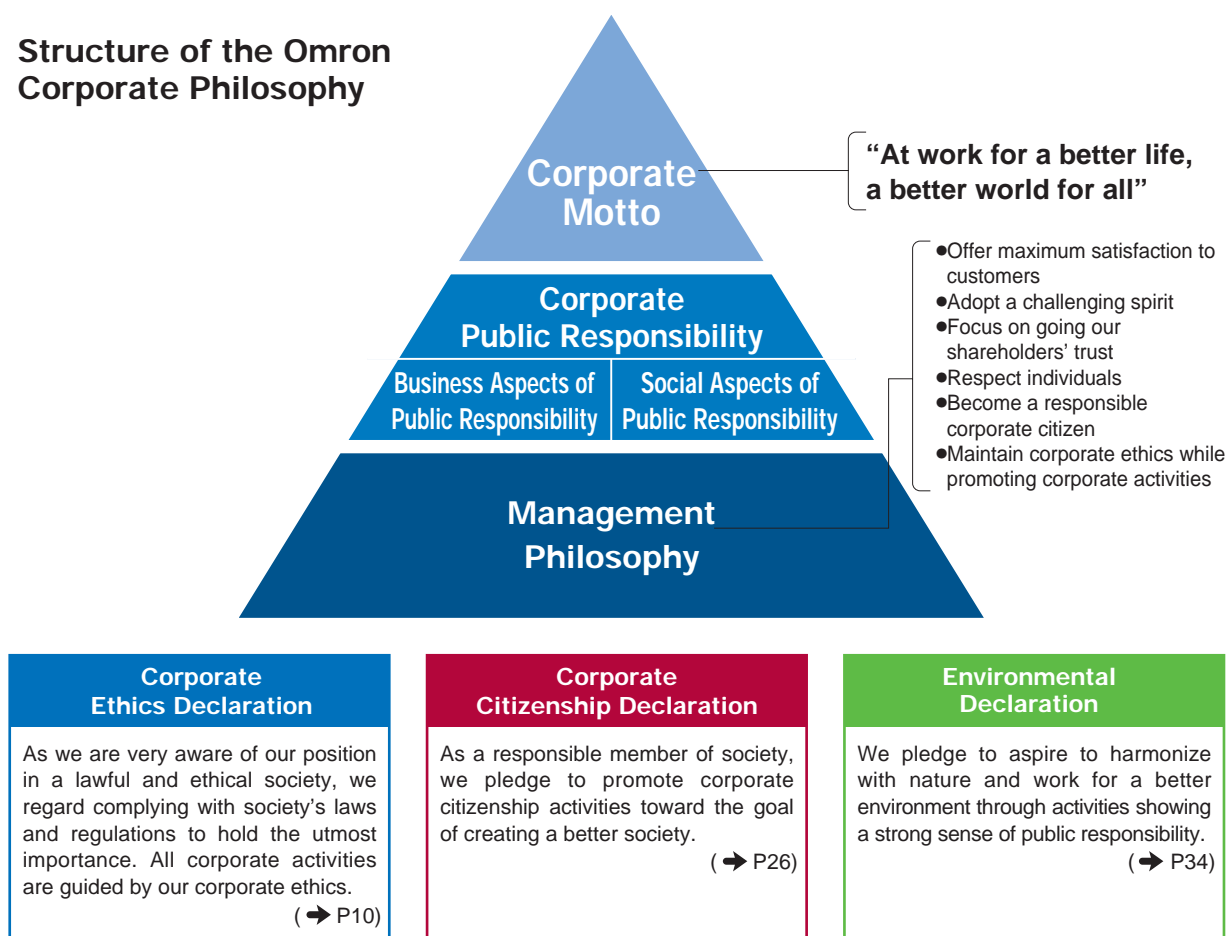 Structure of the Omron
Corporate Philosophy
Corporate
Motto
“At work for a better life,
a better world for all”
Corporate
Public Responsibility
Business Aspects of
Public Responsibility
Social Aspects of
Public Responsibility
●Offer maximum satisfaction to
customers
●Adopt a challenging spirit
●Focus on going our
shareholders’ trust
●Respect individuals
●Become a responsible
corporate citizen
●Maintain corporate ethics while
promoting corporate activities
Management
Philosophy
Corporate
Ethics Declaration
As we are very aware of our position
in a lawful and ethical society, we
regard complying with society’s laws
and regulations to hold the utmost
importance. All corporate activities
are guided by our corporate ethics.
(➔ P10)
Corporate
Citizenship Declaration
As a responsible member of society,
we pledge to promote corporate
citizenship activities toward the goal
of creating a better society.
(➔ P26)
Environmental
Declaration
We pledge to aspire to harmonize
with nature and work for a better
environment through activities showing
a strong sense of public responsibility.
(➔ P34)